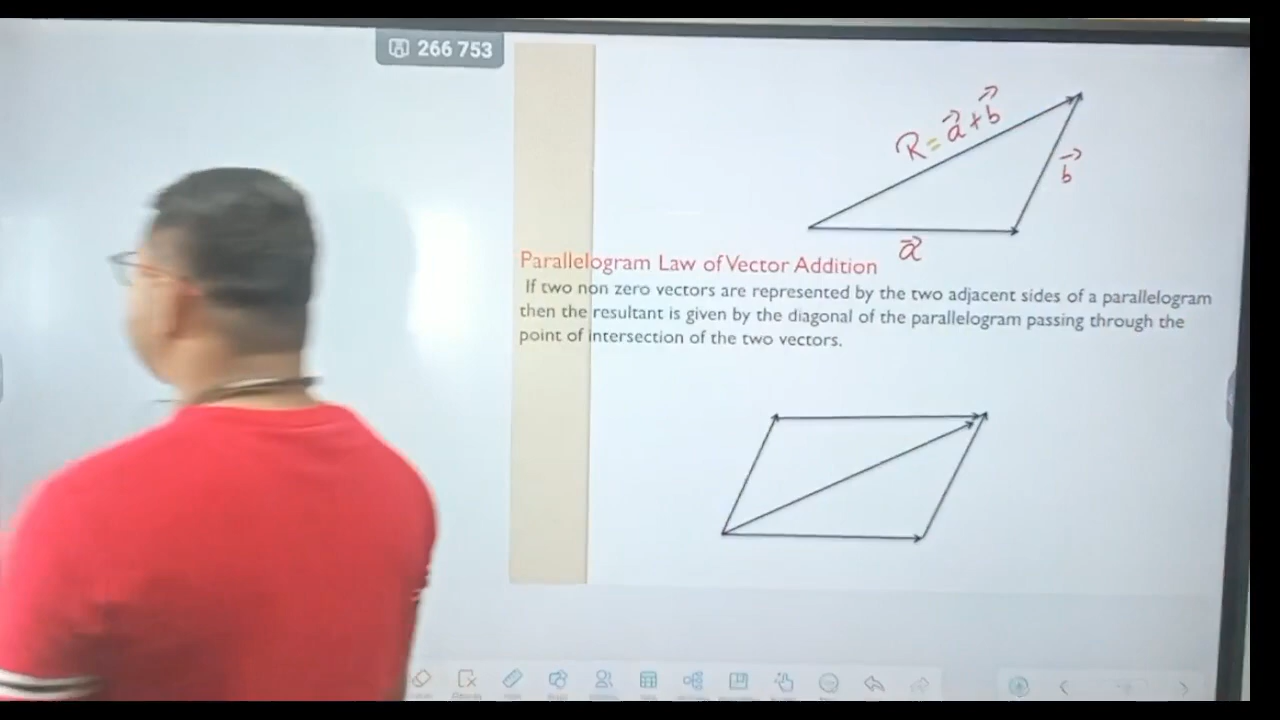 266 753
R = a⃗ + b⃗
b⃗
a⃗
Parallelogram Law of Vector Addition
If two non zero vectors are represented by the two adjacent sides of a parallelogram
then the resultant is given by the diagonal of the parallelogram passing through the
point of intersection of the two vectors.